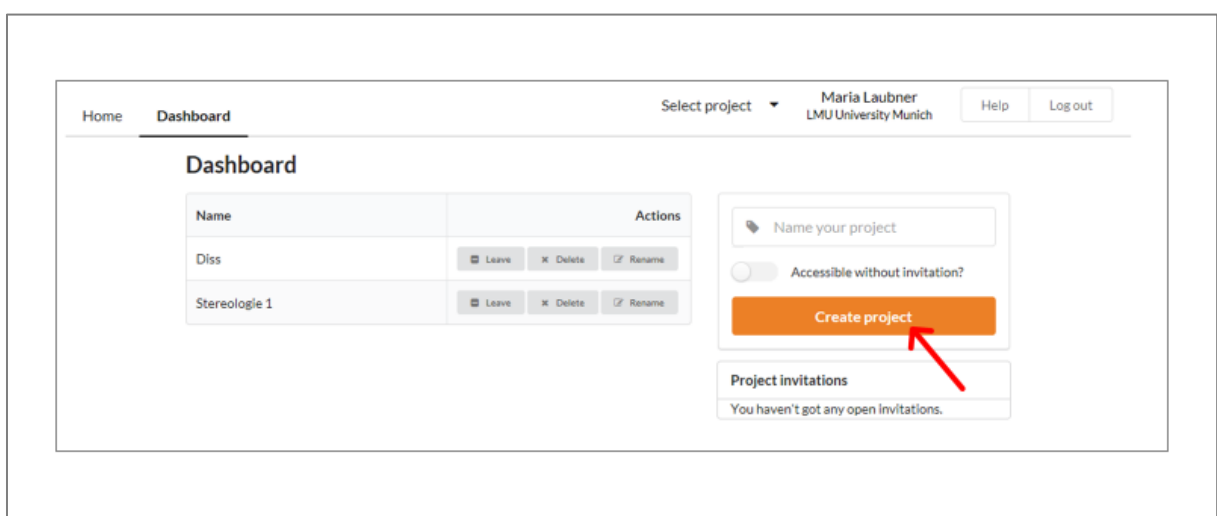 Home Dashboard Select project Maria Laubner Help Log out
LMU University Munich
Dashboard
Name Actions
Diss Leave Delete Rename
Stereologie 1 Leave Delete Rename
Name your project
Accessible without invitation?
Create project
Project invitations
You haven't got any open invitations.